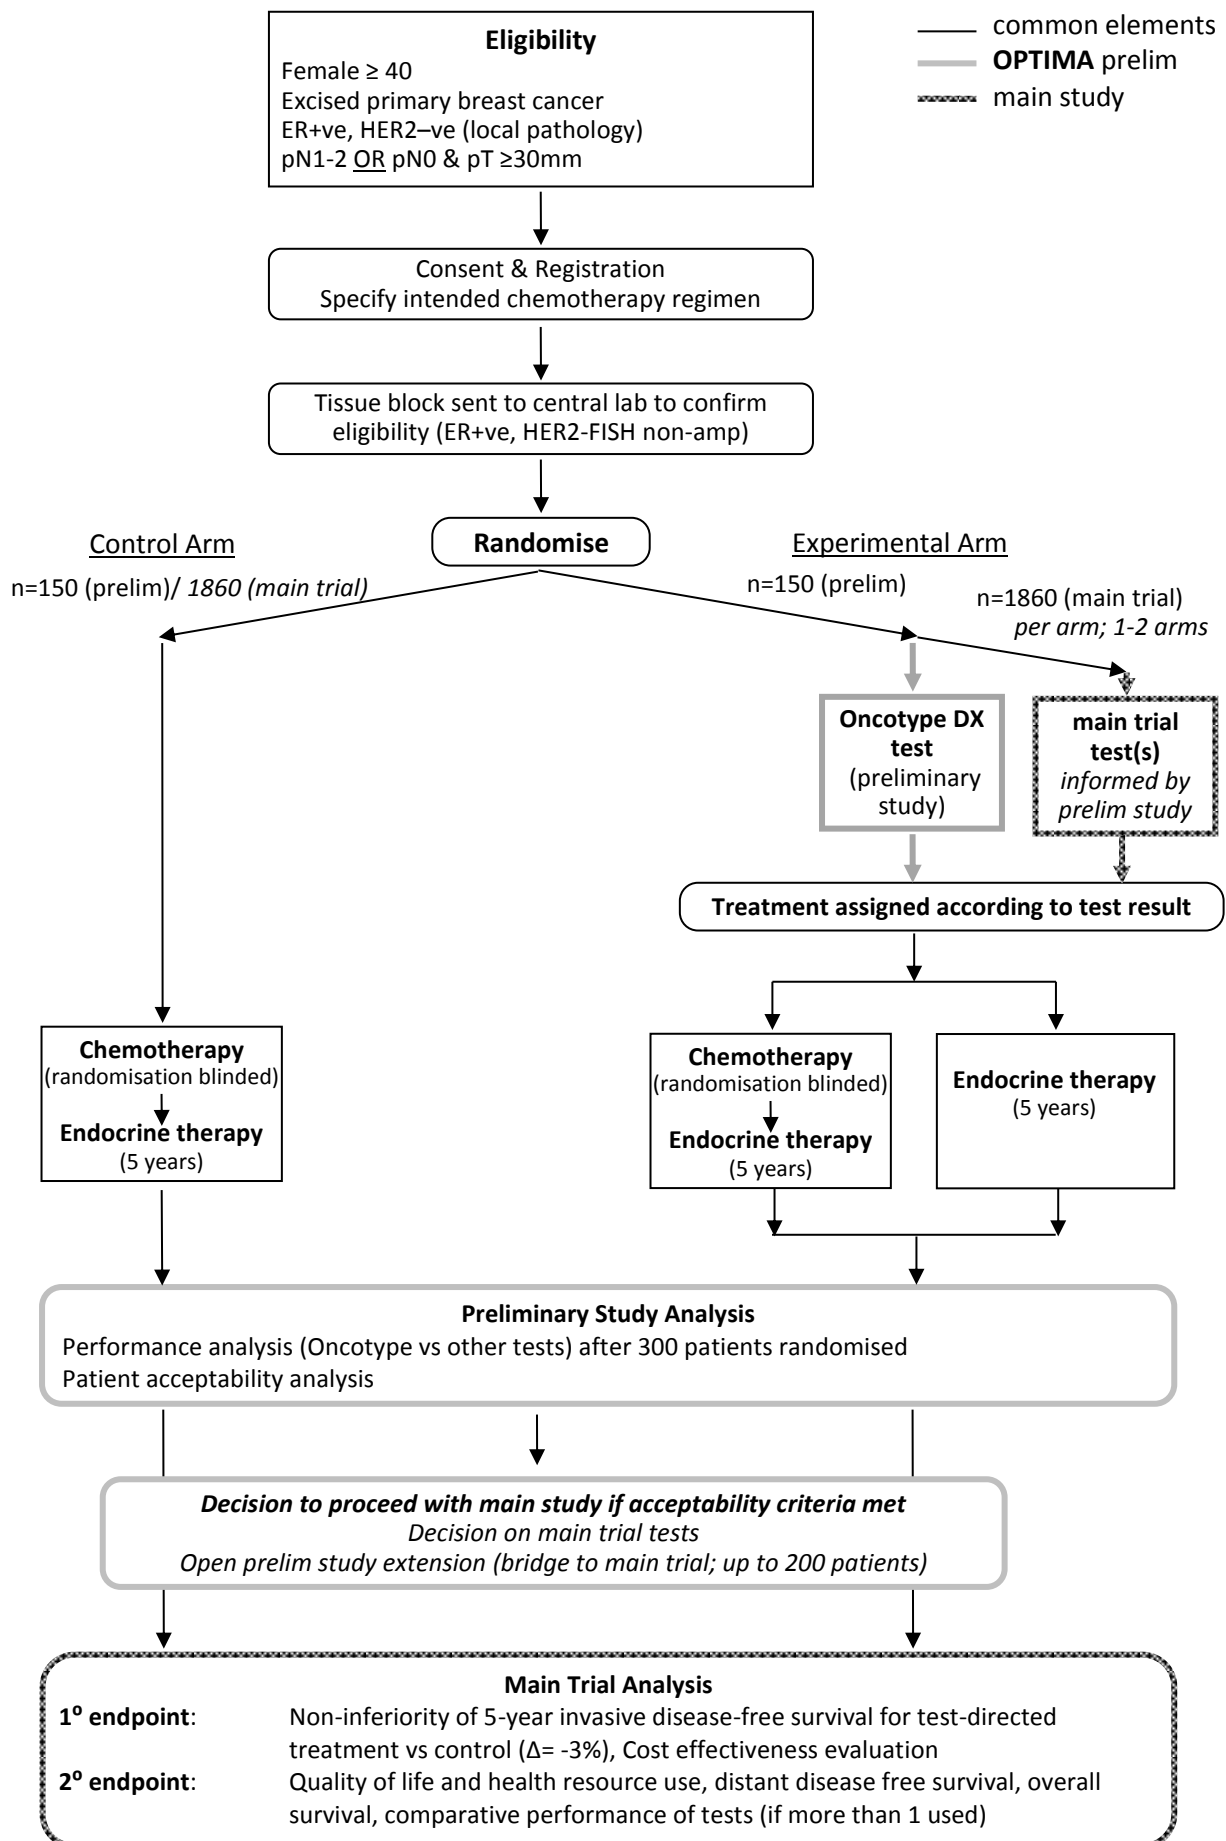 Eligibility
Female ≥ 40
Excised primary breast cancer
ER+ve, HER2–ve (local pathology)
pN1-2 OR pN0 & pT ≥30mm
common elements
OPTIMA prelim
main study
Consent & Registration
Specify intended chemotherapy regimen
Tissue block sent to central lab to confirm
eligibility (ER+ve, HER2-FISH non-amp)
Randomise
Control Arm
n=150 (prelim)/ 1860 (main trial)
Experimental Arm
n=150 (prelim)
n=1860 (main trial)
per arm; 1-2 arms
Oncotype DX
test
(preliminary
study)
main trial
test(s)
informed by
prelim study
Treatment assigned according to test result
Chemotherapy
(randomisation blinded)
Endocrine therapy
(5 years)
Chemotherapy
(randomisation blinded)
Endocrine therapy
(5 years)
Endocrine therapy
(5 years)
Preliminary Study Analysis
Performance analysis (Oncotype vs other tests) after 300 patients randomised
Patient acceptability analysis
Decision to proceed with main study if acceptability criteria met
Decision on main trial tests
Open prelim study extension (bridge to main trial; up to 200 patients)
Main Trial Analysis
1⁰ endpoint: Non-inferiority of 5-year invasive disease-free survival for test-directed
treatment vs control (Δ= -3%), Cost effectiveness evaluation
2⁰ endpoint: Quality of life and health resource use, distant disease free survival, overall
survival, comparative performance of tests (if more than 1 used)